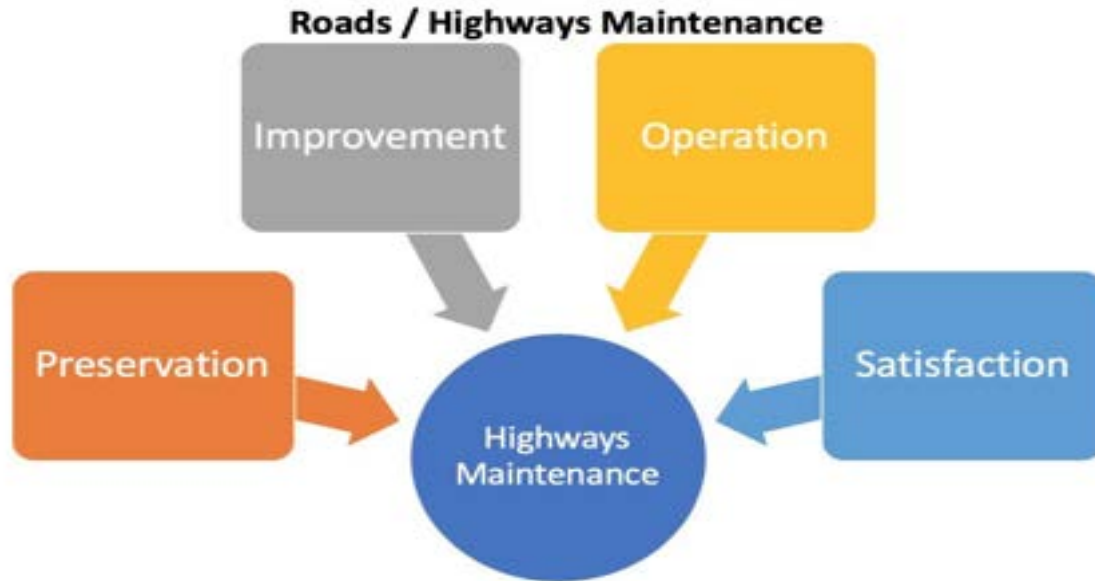 Roads / Highways Maintenance
Improvement
Operation
Preservation
Satisfaction
Highways
Maintenance